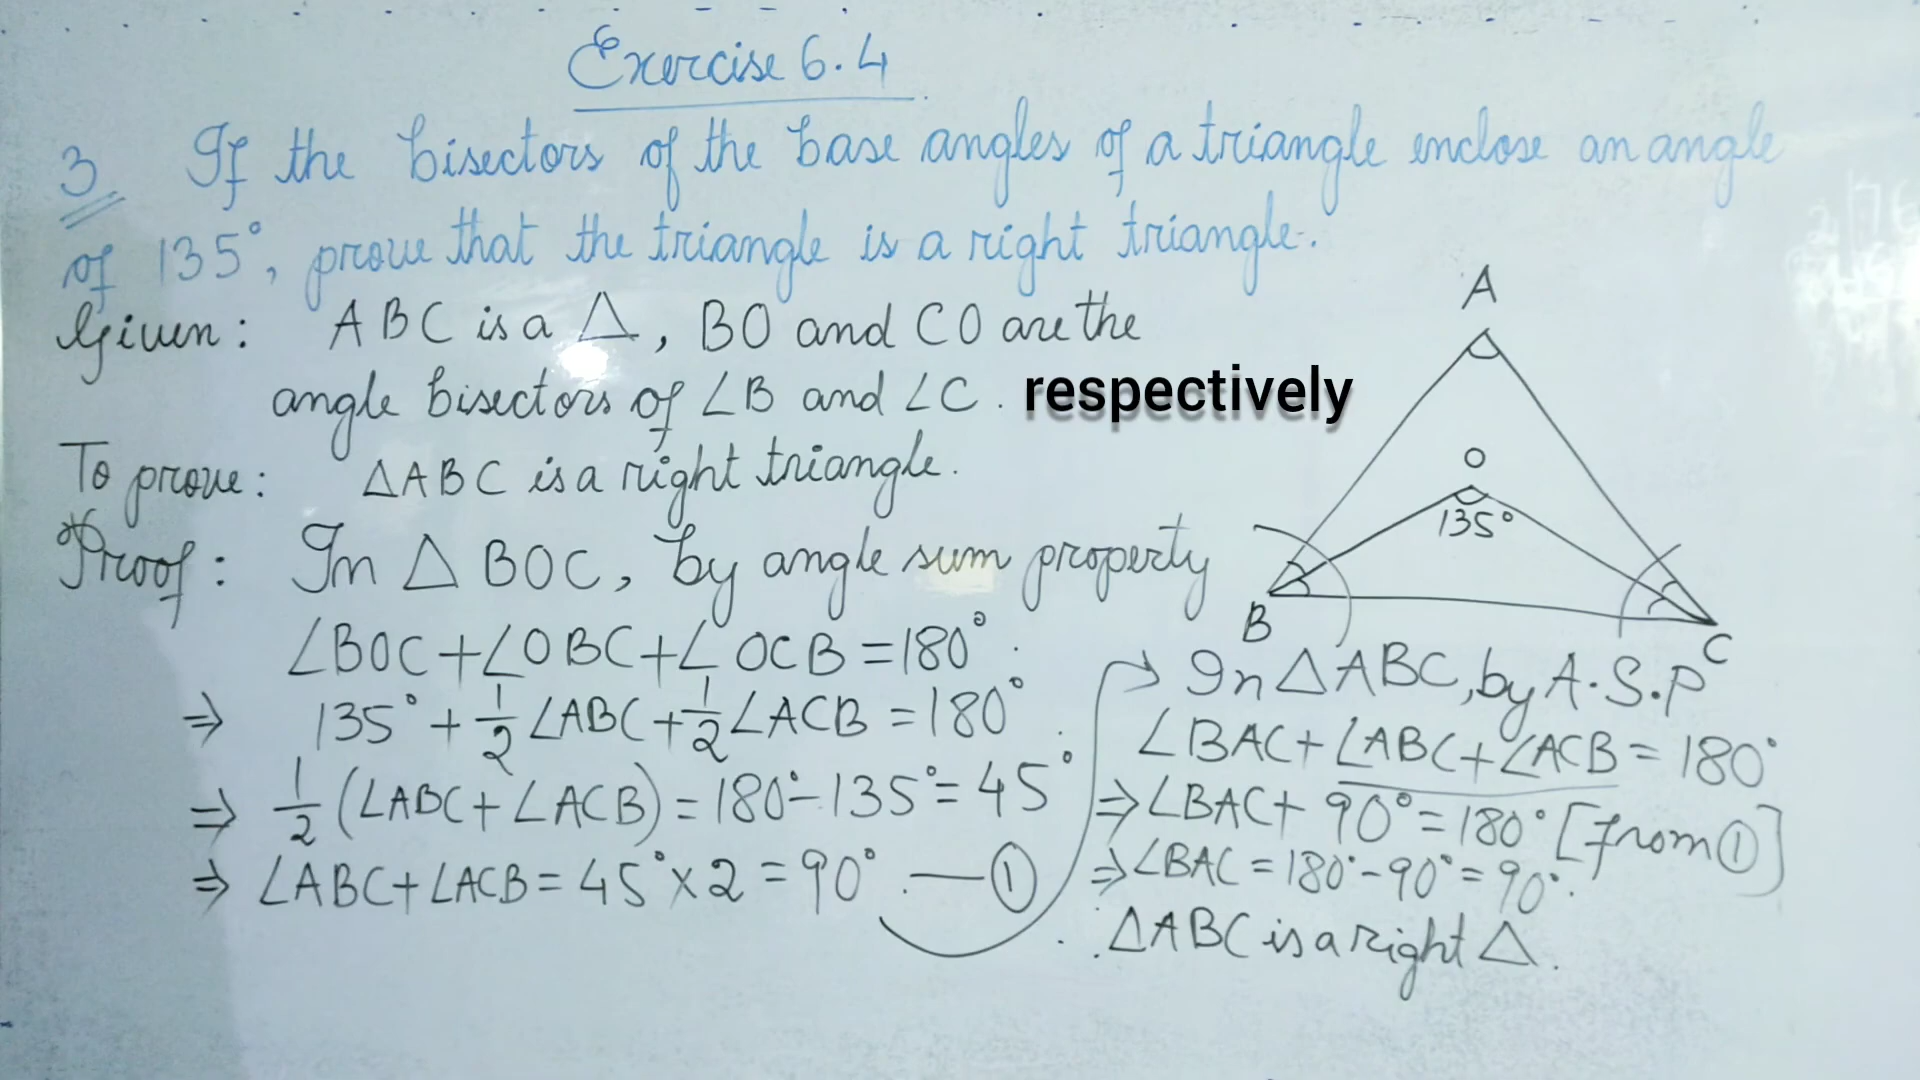 Exercise 6.4
3. If the bisectors of the base angles of a triangle enclose an angle
of 135°, prove that the triangle is a right triangle.
Given: ABC is a △, BO and CO are the
angle bisectors of ∠B and ∠C. respectively
To prove: △ABC is a right triangle.
Proof: In △ BOC, by angle sum property
∠BOC+∠OBC+∠OCB=180°.
⇒ 135° + 1/2 ∠ABC + 1/2 ∠ACB = 180°.
⇒ 1/2 (∠ABC + ∠ACB) = 180° - 135° = 45°
⇒ ∠ABC+∠ACB = 45° × 2 = 90°. — ①
A
O
135°
B
C
In △ABC, by A.S.P
∠BAC + ∠ABC + ∠ACB = 180°
⇒ ∠BAC + 90° = 180° [from ①]
⇒ ∠BAC = 180° - 90° = 90°.
∴ △ABC is a right △.